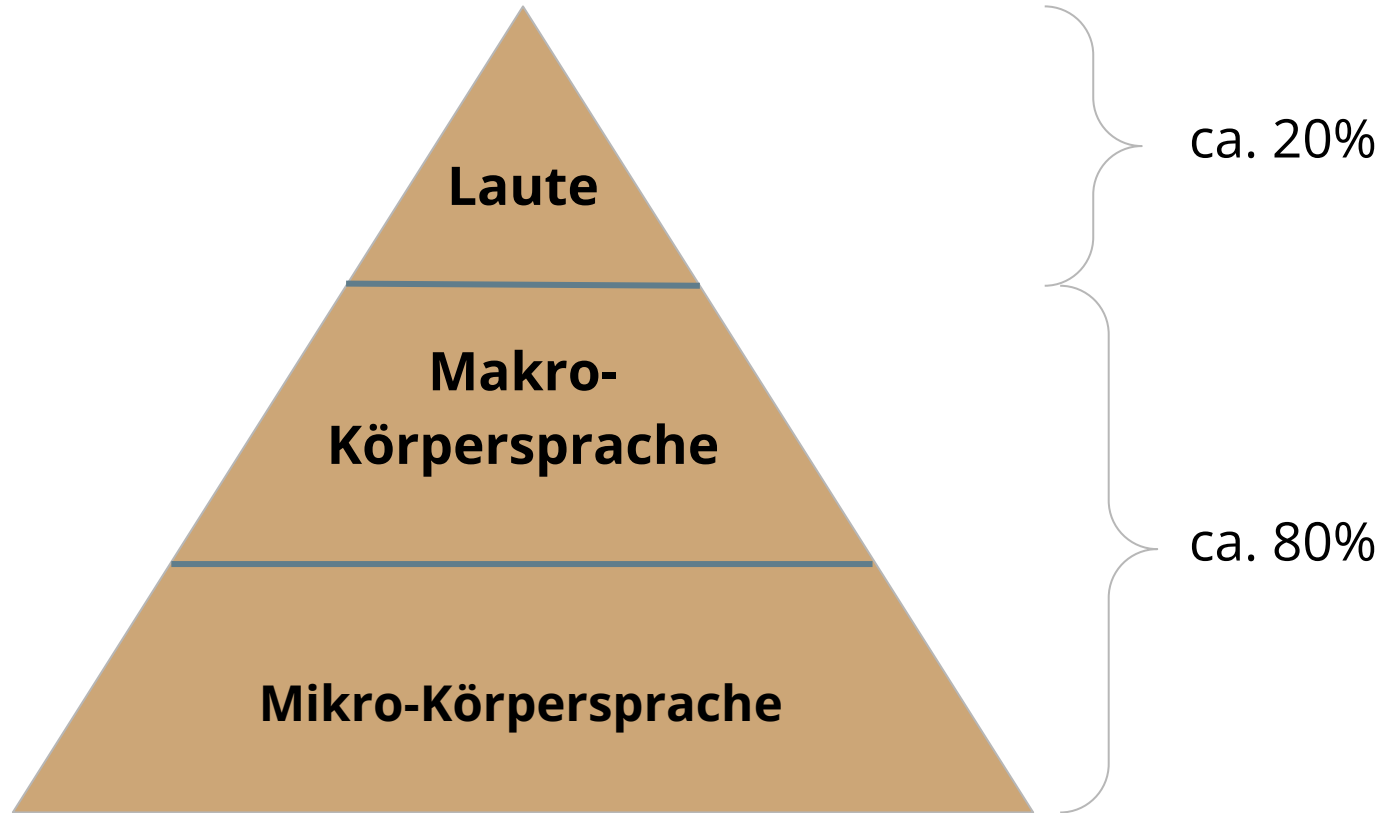 Laute
ca. 20%
Makro-
Körpersprache
ca. 80%
Mikro-Körpersprache